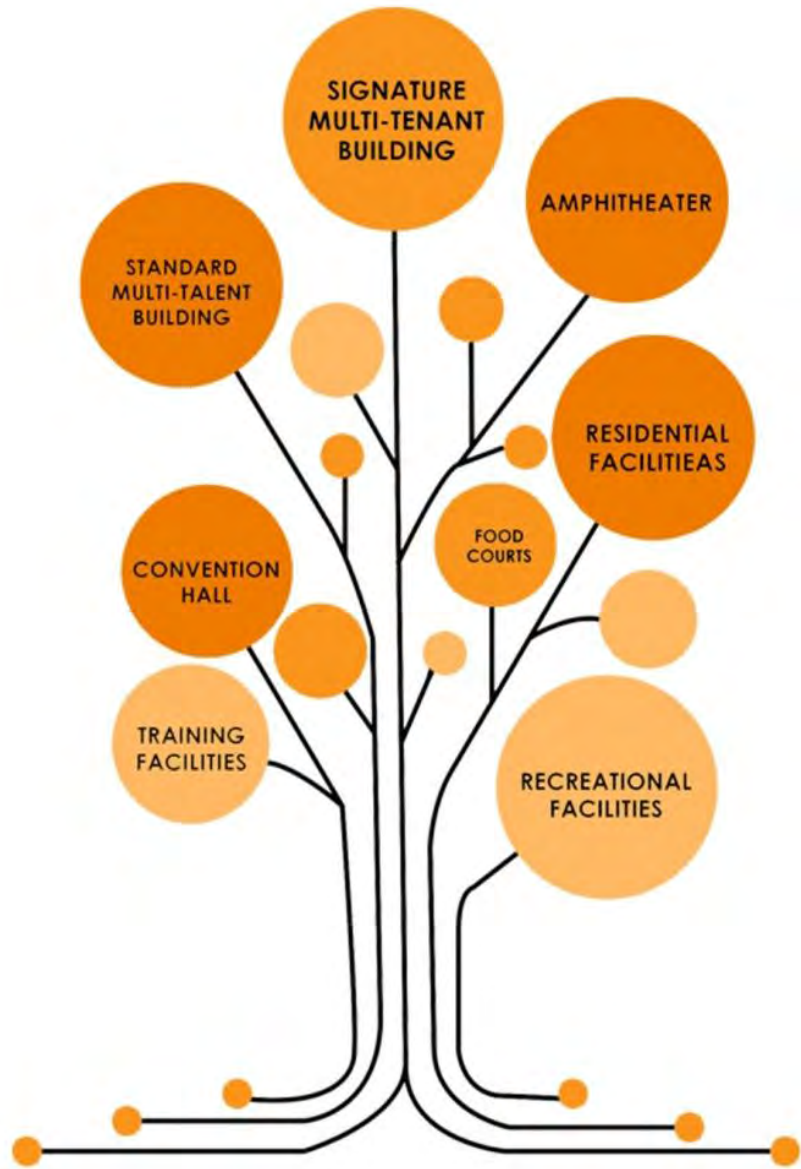 SIGNATURE
MULTI-TENANT
BUILDING
AMPHITHEATER
STANDARD
MULTI-TALENT
BUILDING
RESIDENTIAL
FACILITIEAS
FOOD
COURTS
CONVENTION
HALL
TRAINING
FACILITIES
RECREATIONAL
FACILITIES